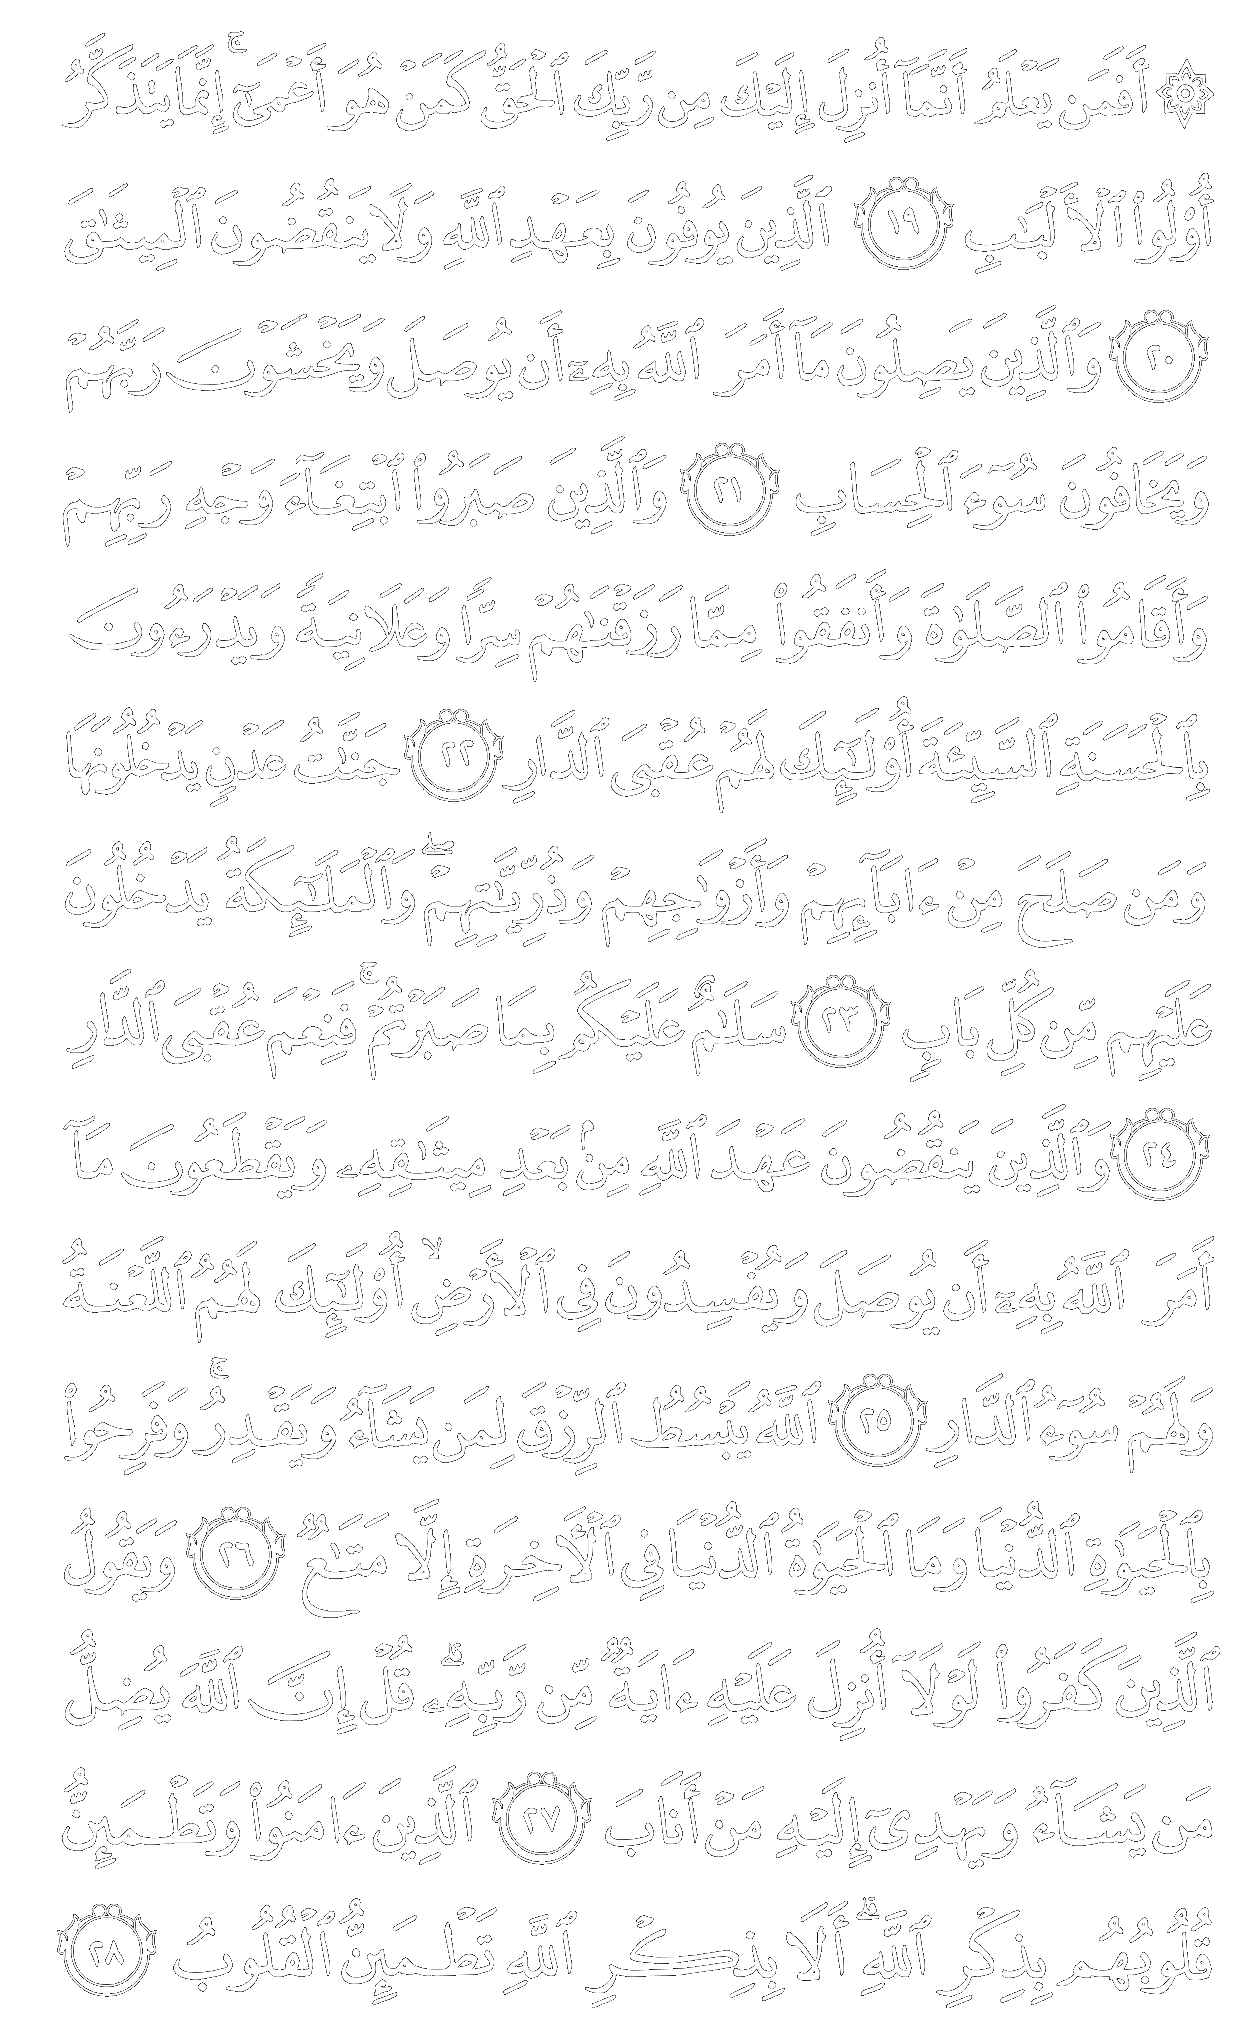 ۞ أَفَمَن يَعْلَمُ أَنَّمَآ أُنزِلَ إِلَيْكَ مِن رَّبِّكَ ٱلْحَقُّ كَمَنْ هُوَ أَعْمَىٰٓ ۚ إِنَّمَا يَتَذَكَّرُ
أُو۟لُوا۟ ٱلْأَلْبَٰبِ ١٩ ٱلَّذِينَ يُوفُونَ بِعَهْدِ ٱللَّهِ وَلَا يَنقُضُونَ ٱلْمِيثَٰقَ
٢٠ وَٱلَّذِينَ يَصِلُونَ مَآ أَمَرَ ٱللَّهُ بِهِۦٓ أَن يُوصَلَ وَيَخْشَوْنَ رَبَّهُمْ
وَيَخَافُونَ سُوٓءَ ٱلْحِسَابِ ٢١ وَٱلَّذِينَ صَبَرُوا۟ ٱبْتِغَآءَ وَجْهِ رَبِّهِمْ
وَأَقَامُوا۟ ٱلصَّلَوٰةَ وَأَنفَقُوا۟ مِمَّا رَزَقْنَٰهُمْ سِرًّا وَعَلَانِيَةً وَيَدْرَءُونَ
بِٱلْحَسَنَةِ ٱلسَّيِّئَةَ أُو۟لَٰٓئِكَ لَهُمْ عُقْبَى ٱلدَّارِ ٢٢ جَنَّٰتُ عَدْنٍ يَدْخُلُونَهَا
وَمَن صَلَحَ مِنْ ءَابَآئِهِمْ وَأَزْوَٰجِهِمْ وَذُرِّيَّٰتِهِمْ ۖ وَٱلْمَلَٰٓئِكَةُ يَدْخُلُونَ
عَلَيْهِم مِّن كُلِّ بَابٍ ٢٣ سَلَٰمٌ عَلَيْكُم بِمَا صَبَرْتُمْ ۚ فَنِعْمَ عُقْبَى ٱلدَّارِ
٢٤ وَٱلَّذِينَ يَنقُضُونَ عَهْدَ ٱللَّهِ مِنۢ بَعْدِ مِيثَٰقِهِۦ وَيَقْطَعُونَ مَآ
أَمَرَ ٱللَّهُ بِهِۦٓ أَن يُوصَلَ وَيُفْسِدُونَ فِى ٱلْأَرْضِ ۙ أُو۟لَٰٓئِكَ لَهُمُ ٱللَّعْنَةُ
وَلَهُمْ سُوٓءُ ٱلدَّارِ ٢٥ ٱللَّهُ يَبْسُطُ ٱلرِّزْقَ لِمَن يَشَآءُ وَيَقْدِرُ ۚ وَفَرِحُوا۟
بِٱلْحَيَوٰةِ ٱلدُّنْيَا وَمَا ٱلْحَيَوٰةُ ٱلدُّنْيَا فِى ٱلْأَخِرَةِ إِلَّا مَتَٰعٌ ٢٦ وَيَقُولُ
ٱلَّذِينَ كَفَرُوا۟ لَوْلَآ أُنزِلَ عَلَيْهِ ءَايَةٌ مِّن رَّبِّهِۦ ۗ قُلْ إِنَّ ٱللَّهَ يُضِلُّ
مَن يَشَآءُ وَيَهْدِىٓ إِلَيْهِ مَنْ أَنَابَ ٢٧ ٱلَّذِينَ ءَامَنُوا۟ وَتَطْمَئِنُّ
قُلُوبُهُم بِذِكْرِ ٱللَّهِ ۗ أَلَا بِذِكْرِ ٱللَّهِ تَطْمَئِنُّ ٱلْقُلُوبُ ٢٨